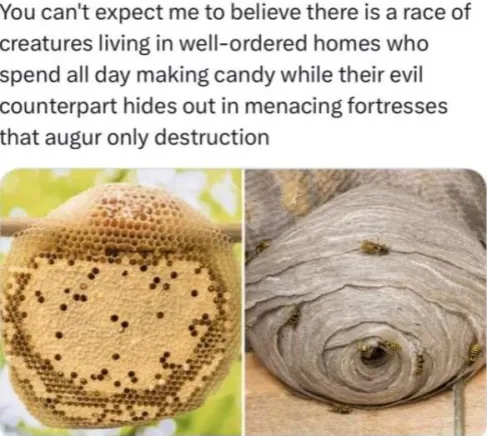 You can't expect me to believe there is a race of
creatures living in well-ordered homes who
spend all day making candy while their evil
counterpart hides out in menacing fortresses
that augur only destruction